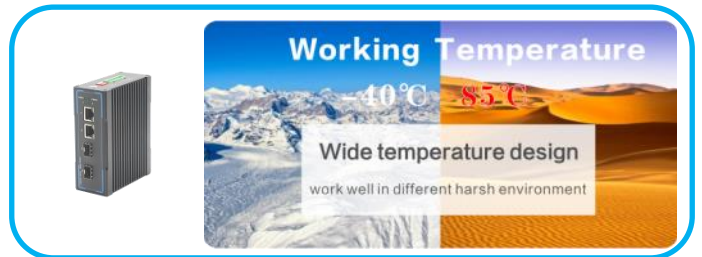 Working Temperature
-40℃ 85℃
Wide temperature design
work well in different harsh environment